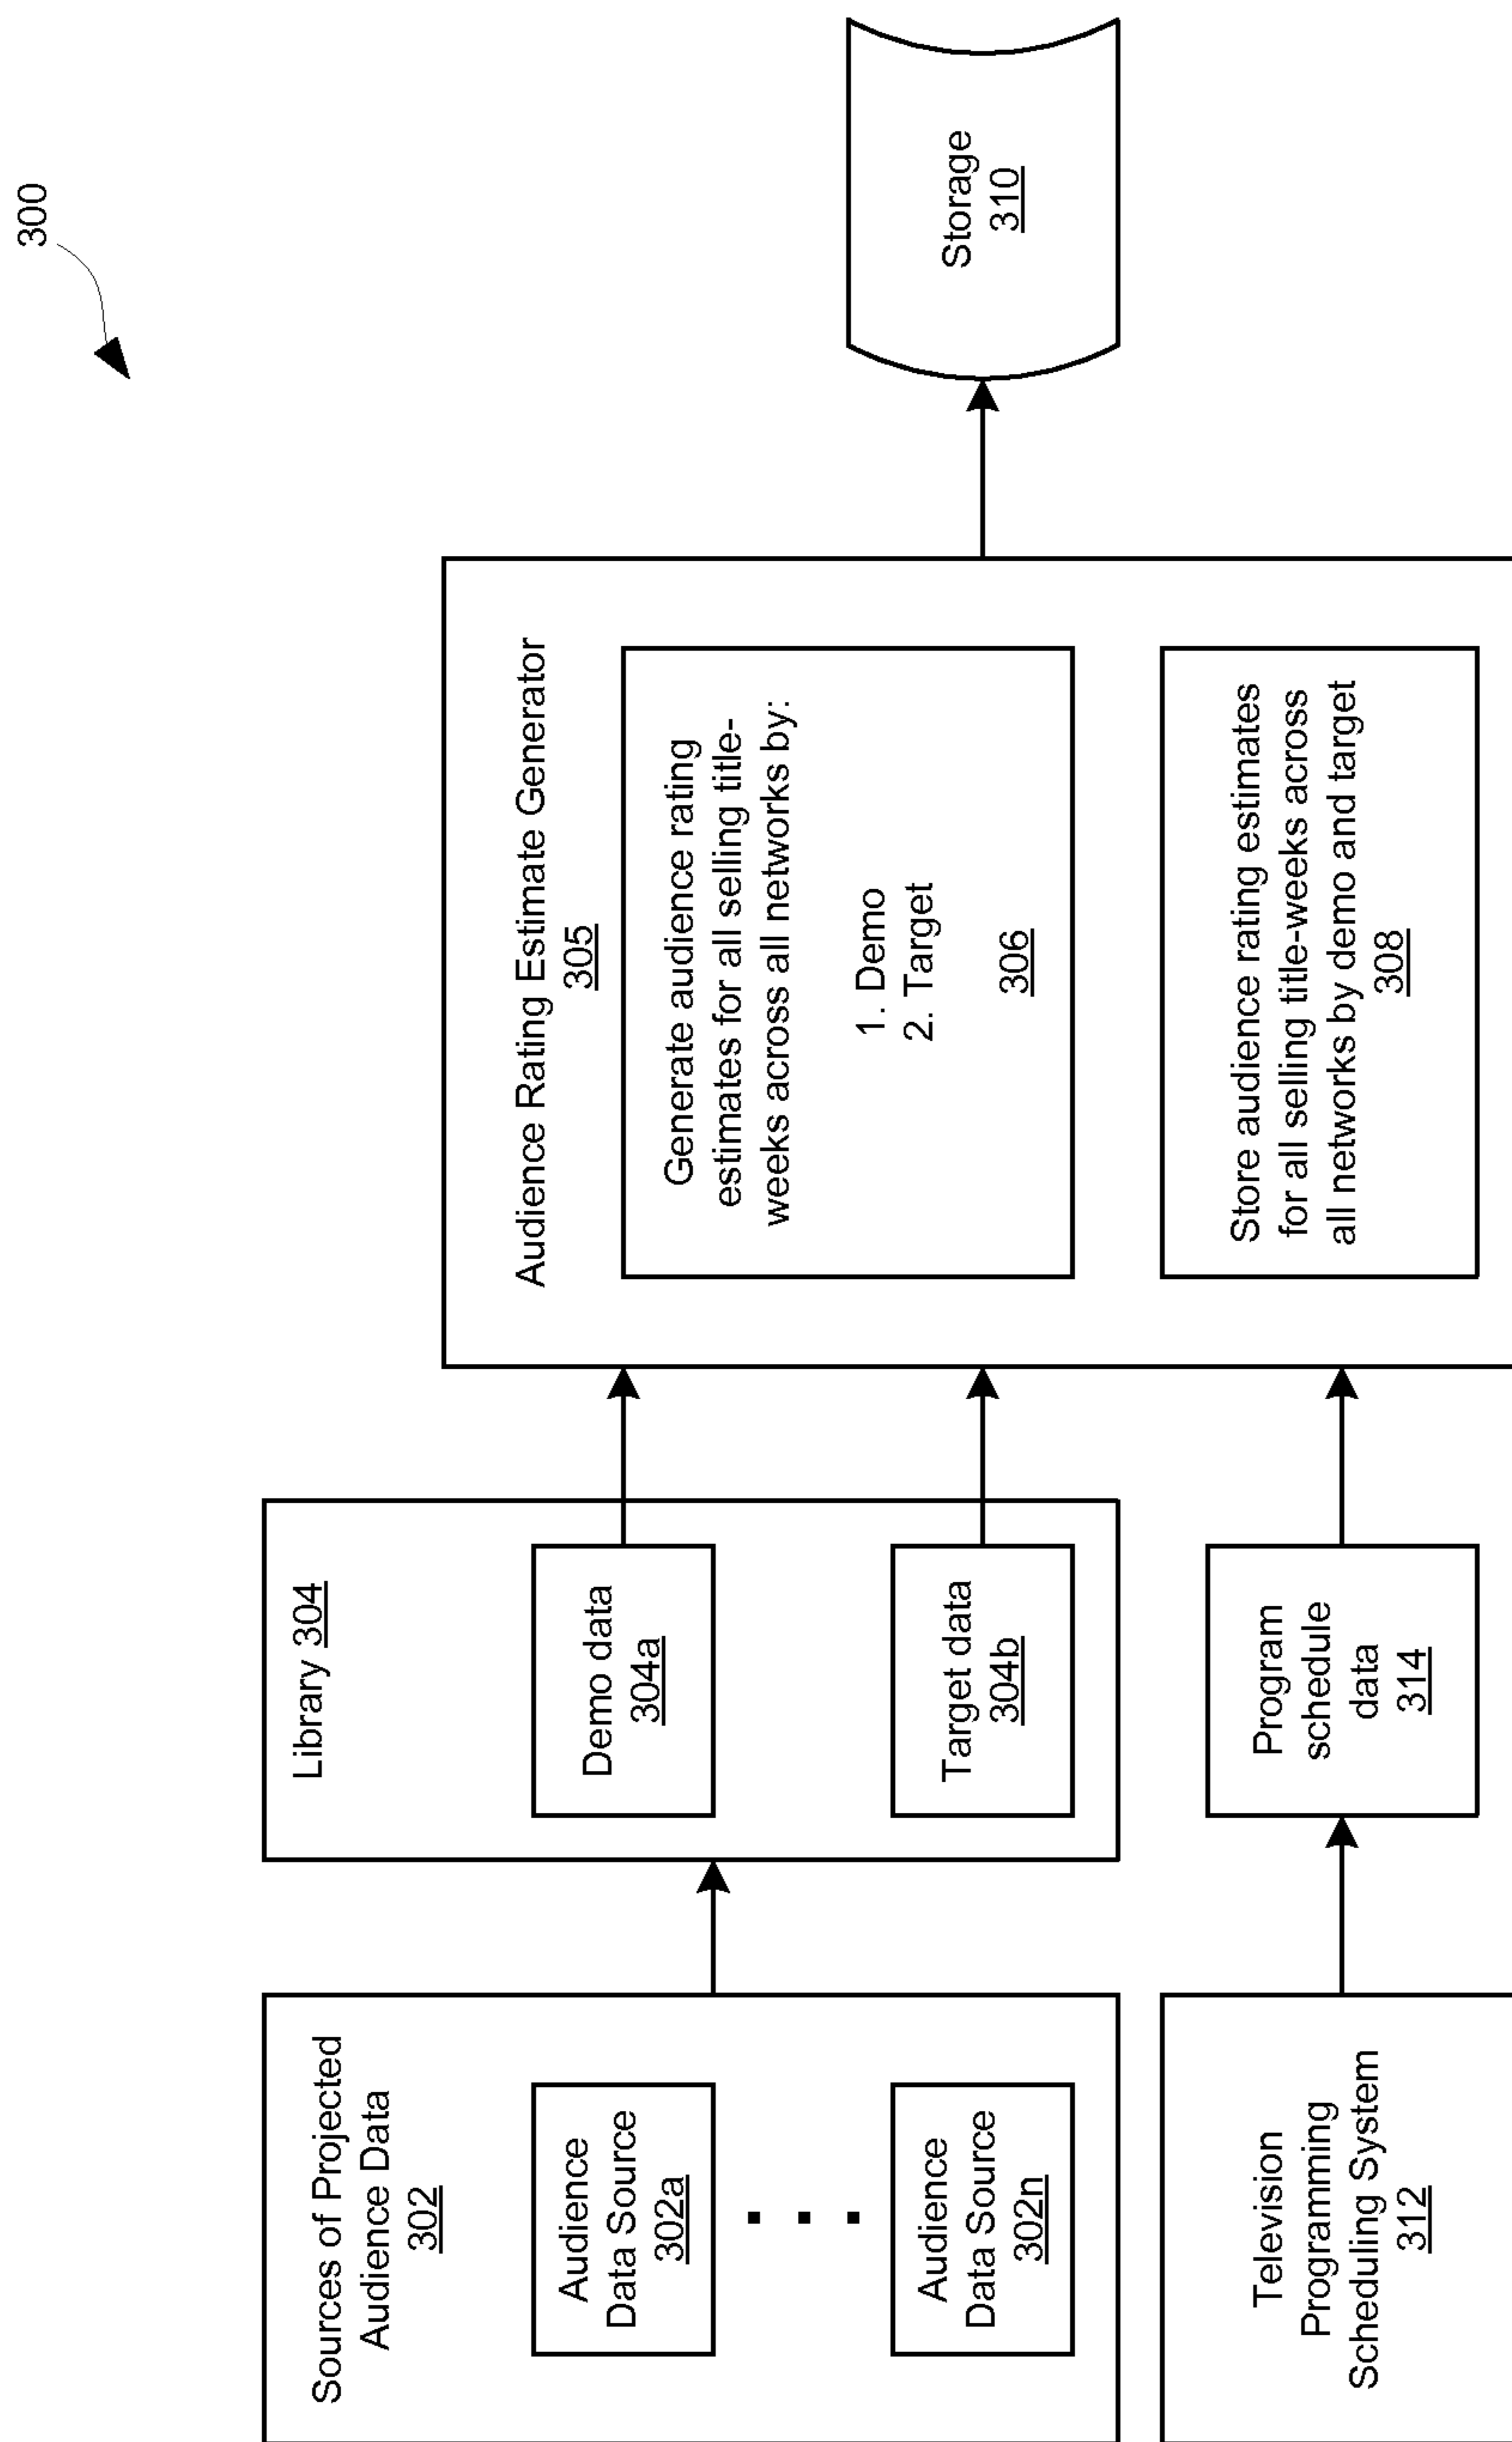 300
Sources of Projected
Audience Data
302
Audience
Data Source
302a
Audience
Data Source
302n
Television
Programming
Scheduling System
312
Library 304
Demo data
304a
Target data
304b
Program
schedule
data
314
Audience Rating Estimate Generator
305
Generate audience rating
estimates for all selling title-
weeks across all networks by:
1. Demo
2. Target
306
Store audience rating estimates
for all selling title-weeks across
all networks by demo and target
308
Storage
310